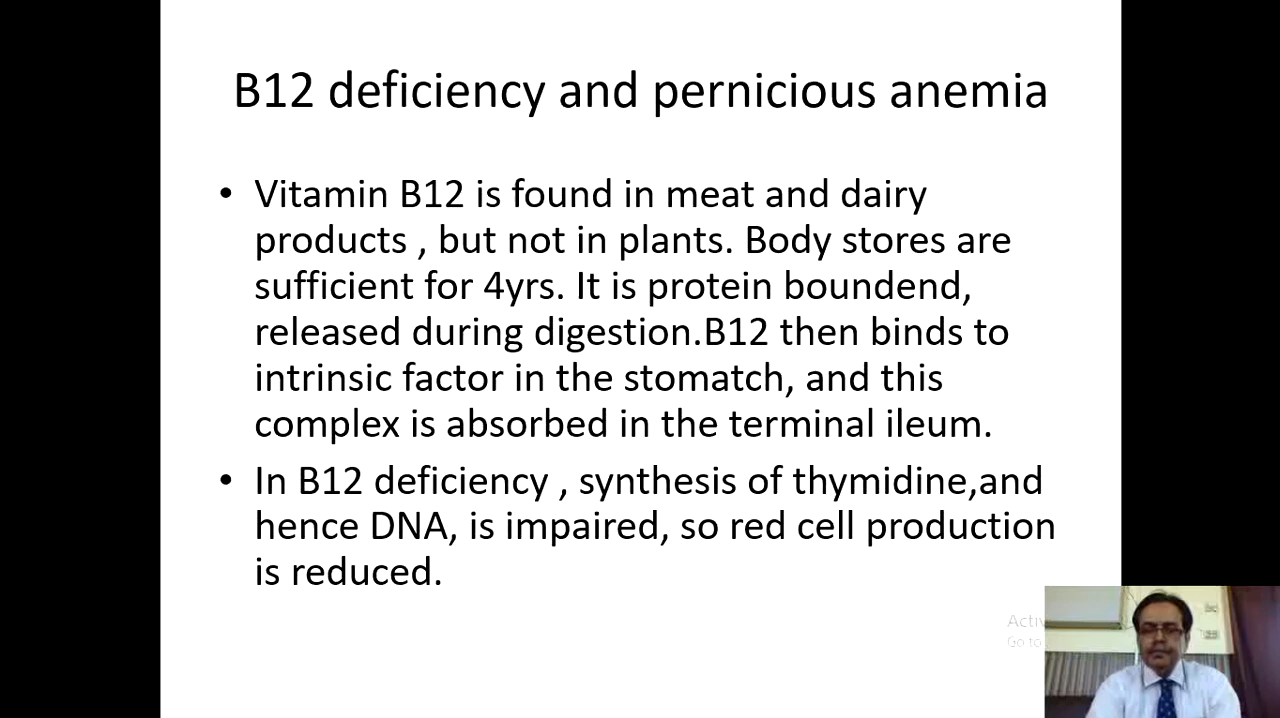 B12 deficiency and pernicious anemia
• Vitamin B12 is found in meat and dairy
products , but not in plants. Body stores are
sufficient for 4yrs. It is protein boundend,
released during digestion.B12 then binds to
intrinsic factor in the stomatch, and this
complex is absorbed in the terminal ileum.
• In B12 deficiency , synthesis of thymidine,and
hence DNA, is impaired, so red cell production
is reduced.
Activ
Go to